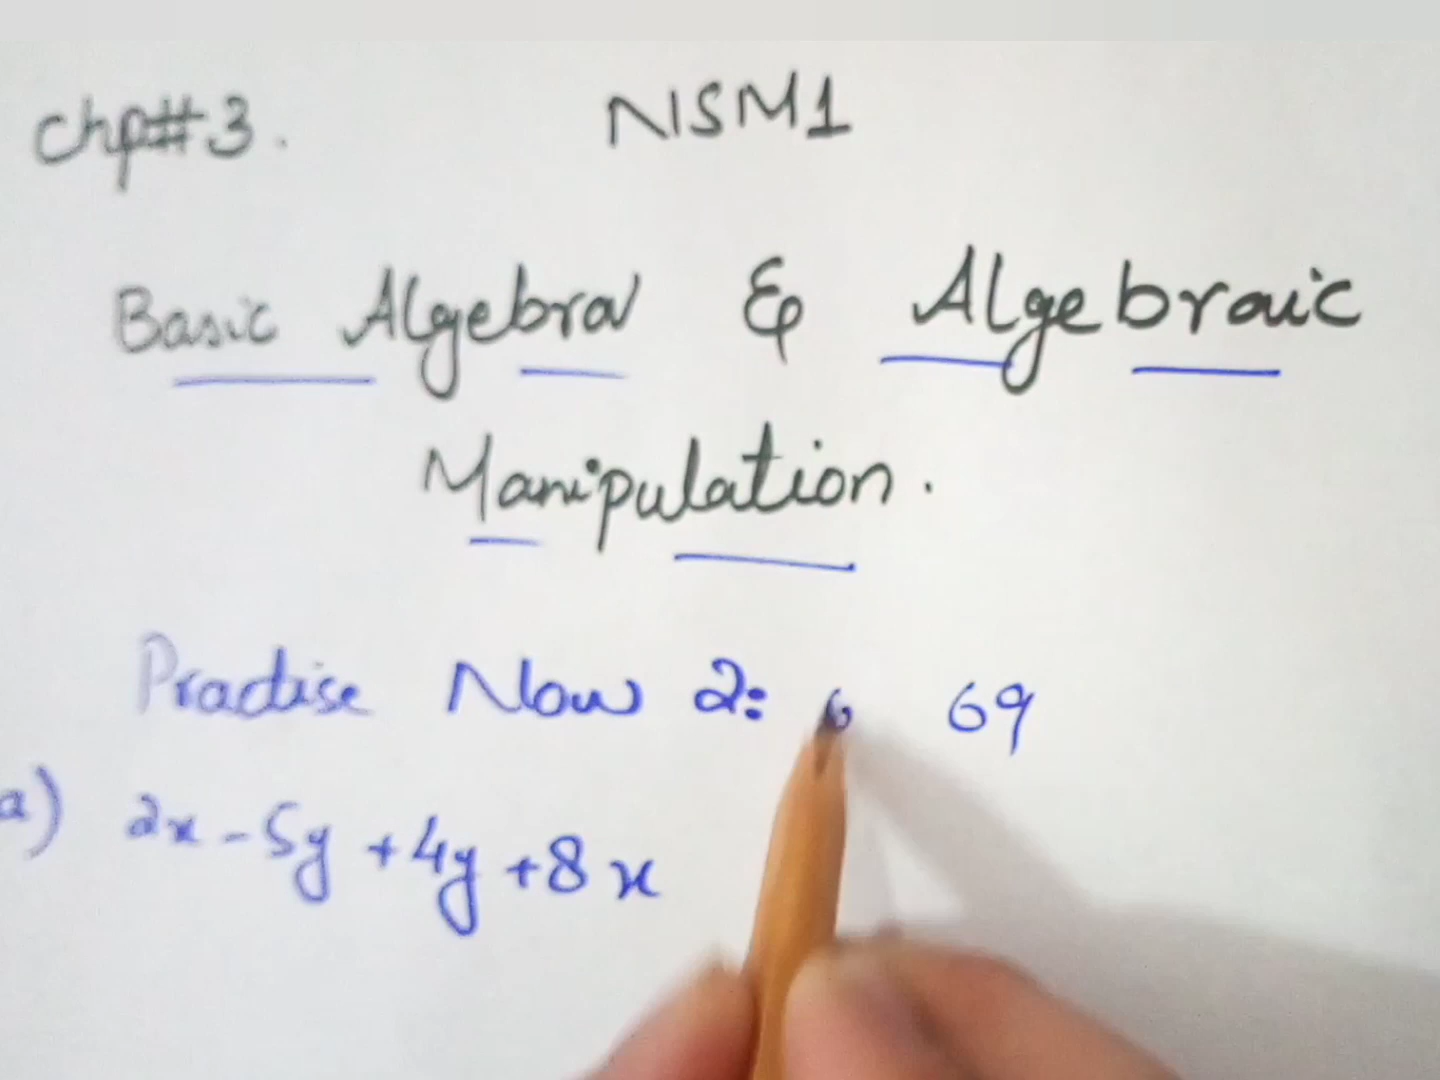 Chp#3. NSM1
Basic Algebra & Algebraic
Manipulation.
Practise Now 2: 69
a) 2x - 5y + 4y + 8x